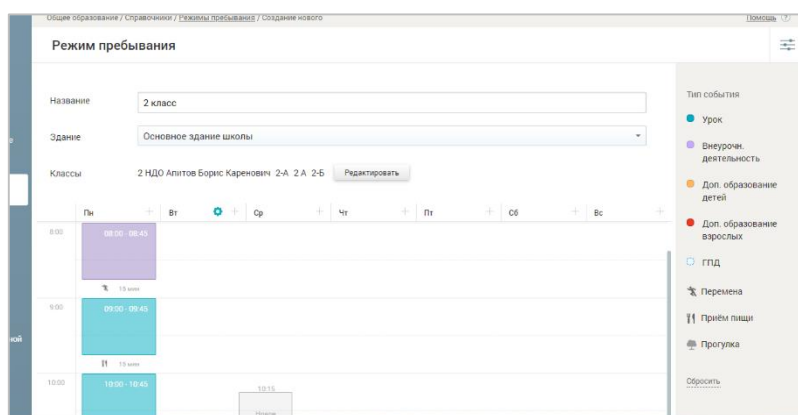 Общее образование / Справочники / Режимы пребывания / Создание нового
Помощь ?
Режим пребывания
Название
2 класс
Здание
Основное здание школы
Классы
2 НДО Апитов Борис Каренович 2-А 2 А 2-Б
Редактировать
Пн + Вт + Ср + Чт + Пт + Сб + Вс +
8:00
08:00 - 08:45
15 мин
9:00
09:00 - 09:45
15 мин
10:00
10:00 - 10:45
10:15
Новое
Тип события
Урок
Внеурочн.
деятельность
Доп. образование
детей
Доп. образование
взрослых
ГПД
Перемена
Приём пищи
Прогулка
Сбросить
ной